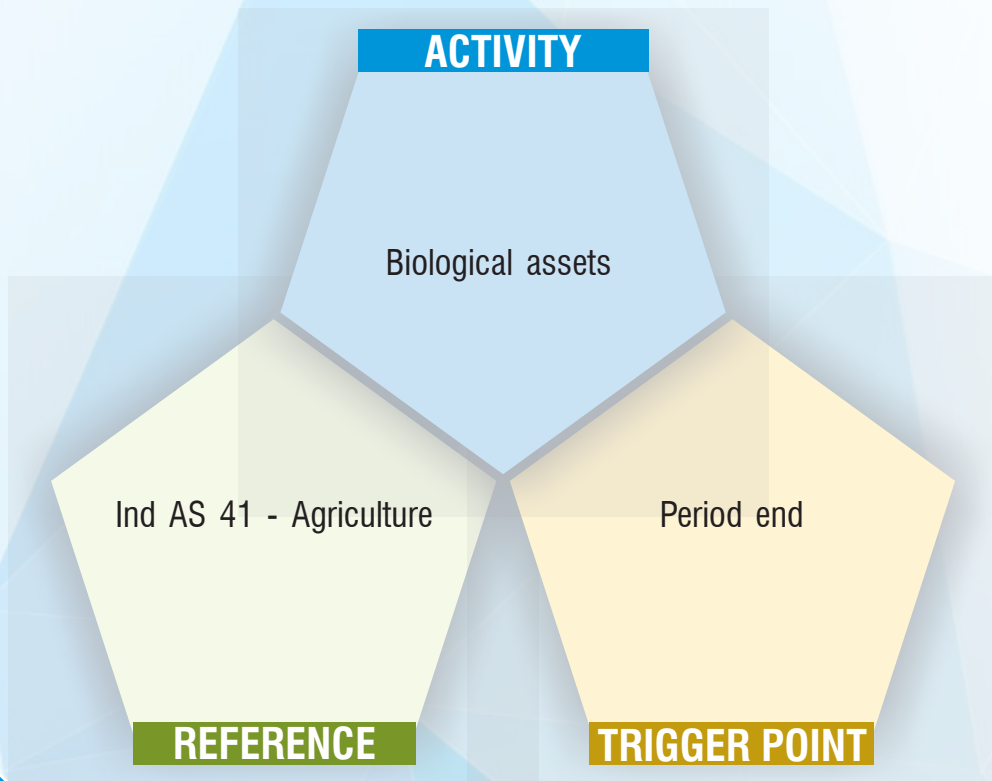 ACTIVITY
Biological assets
Ind AS 41 - Agriculture
REFERENCE
Period end
TRIGGER POINT